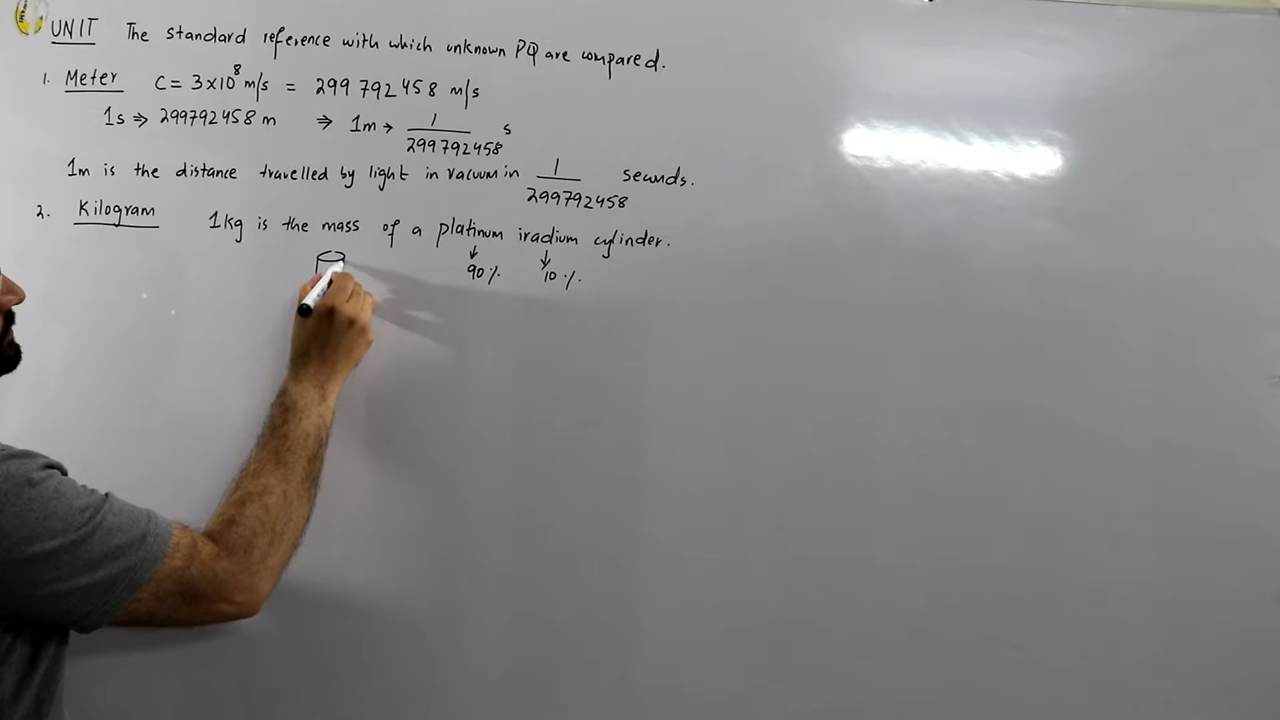 UNIT The standard reference with which unknown PQ are compared.
1. Meter C = 3×10⁸ m/s = 299 792 458 m/s
1s ⇒ 299792458 m ⇒ 1m → 1/299792458 s
1m is the distance travelled by light in vacuum in 1/299792458 seconds.
2. Kilogram 1kg is the mass of a platinum iradium cylinder.
↓ 90% ↓ 10%